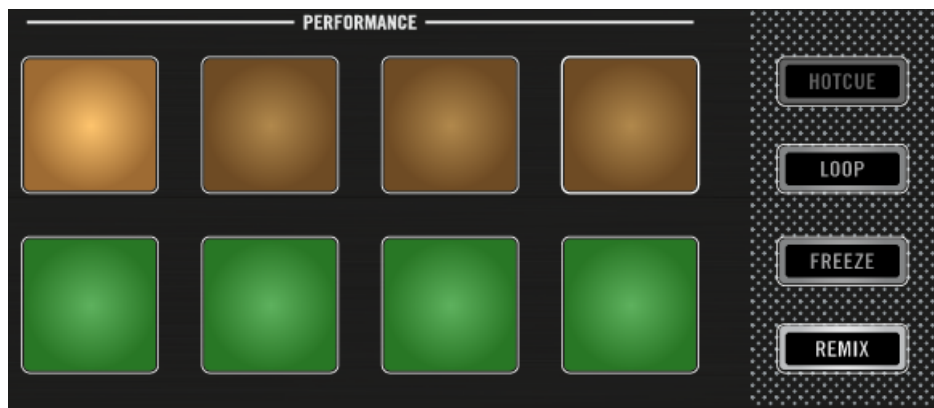 PERFORMANCE
HOTCUE
LOOP
FREEZE
REMIX